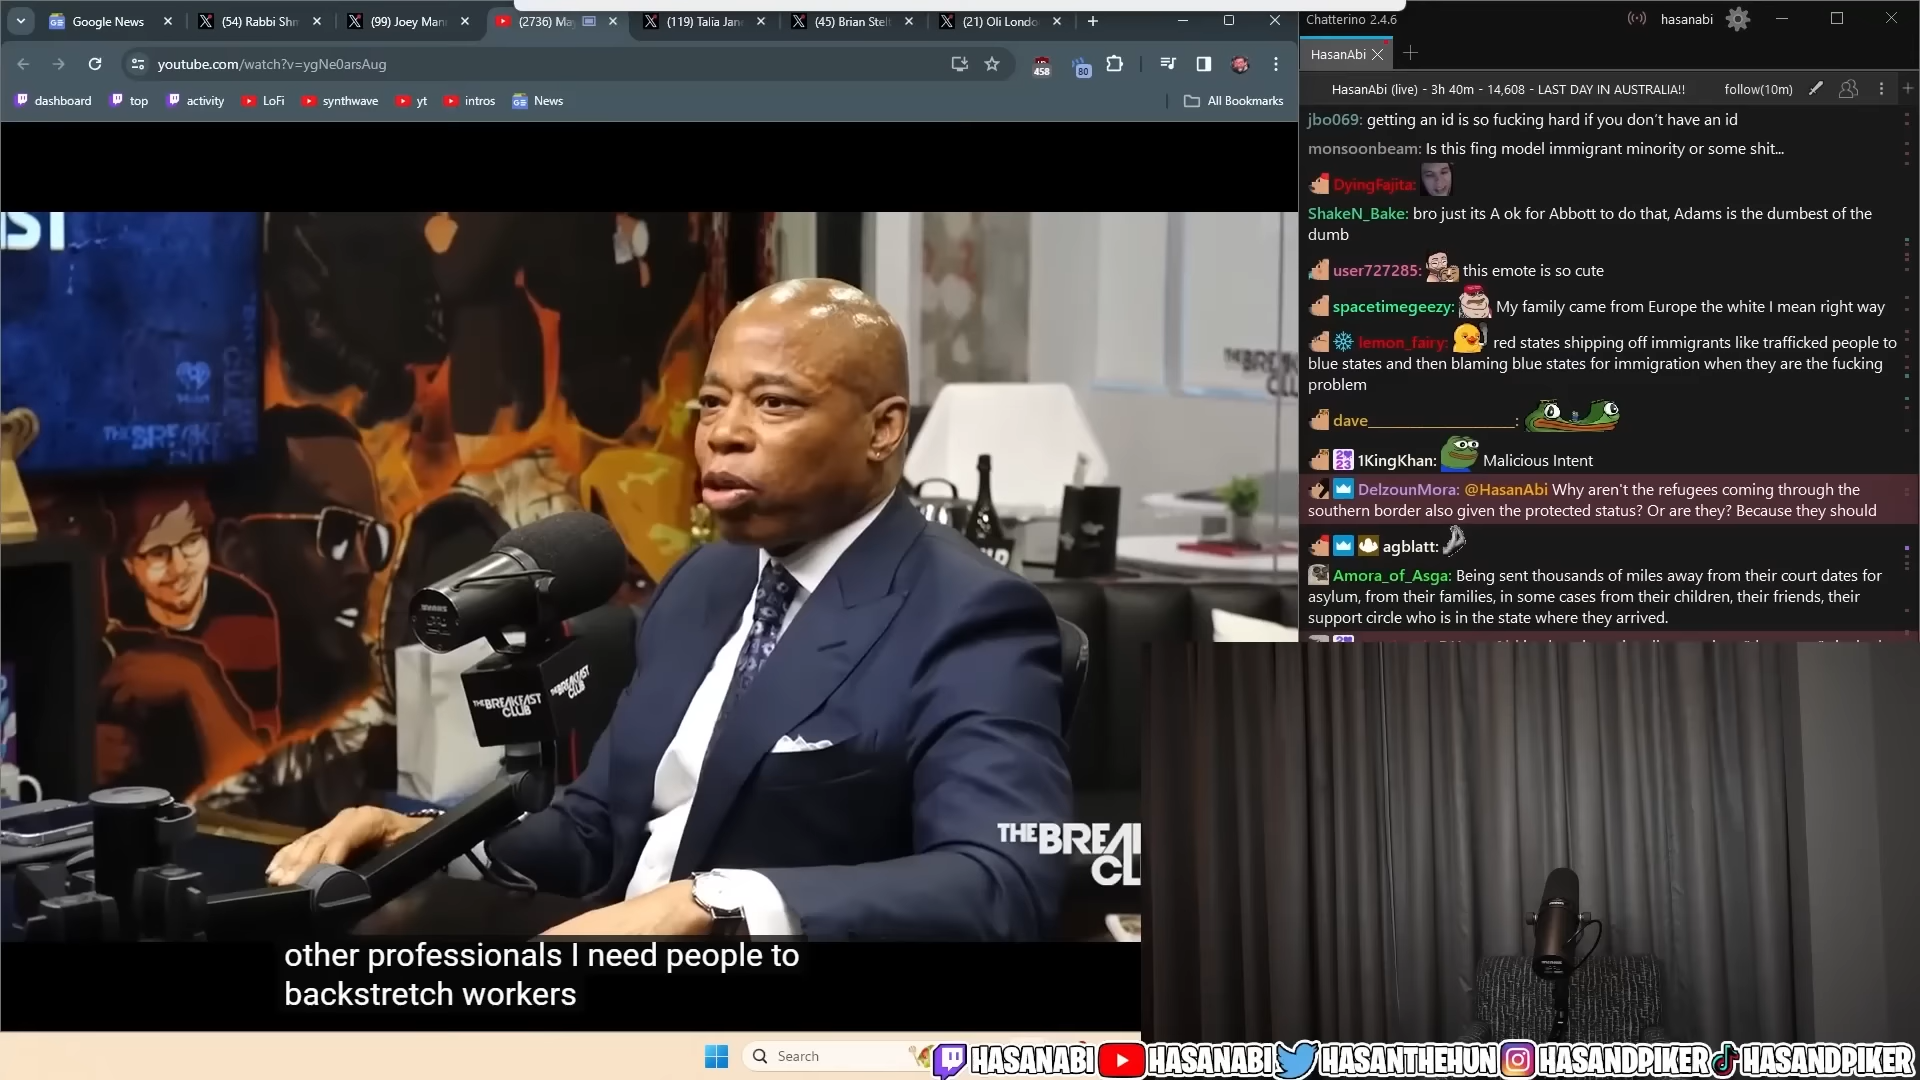 Google News
(54) Rabbi Shm
(99) Joey Man
(2736) Ma
(119) Talia Jan
(45) Brian Stelt
(21) Oli Londo
Chatterino 2.4.6
hasanabi
youtube.com/watch?v=ygNe0arsAug
458
80
HasanAbi
dashboard
top
activity
LoFi
synthwave
yt
intros
News
All Bookmarks
HasanAbi (live) - 3h 40m - 14,608 - LAST DAY IN AUSTRALIA!!
follow(10m)
jbo069: getting an id is so fucking hard if you don’t have an id
monsoonbeam: Is this fing model immigrant minority or some shit...
DyingFajita:
ShakeN_Bake: bro just its A ok for Abbott to do that, Adams is the dumbest of the
dumb
user727285: this emote is so cute
spacetimegeezy: My family came from Europe the white I mean right way
lemon_fairy: red states shipping off immigrants like trafficked people to
blue states and then blaming blue states for immigration when they are the fucking
problem
1KingKhan: Malicious Intent
DelzounMora: @HasanAbi Why aren't the refugees coming through the
southern border also given the protected status? Or are they? Because they should
agblatt:
Amora_of_Asga: Being sent thousands of miles away from their court dates for
asylum, from their families, in some cases from their children, their friends, their
support circle who is in the state where they arrived.
THE BREAKFAST
CLUB
THE BREAKFAST
CLUB
THE BREA
CL
other professionals I need people to
backstretch workers
Search
HASANABI
HASANABI
HASANTHEHUN
HASANDPIKER
HASANDPIKER